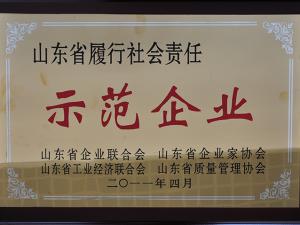 山东省履行社会责任
示范企业
山东省企业联合会 山东省企业家协会
山东省工业经济联合会 山东省质量管理协会
二〇一一年四月